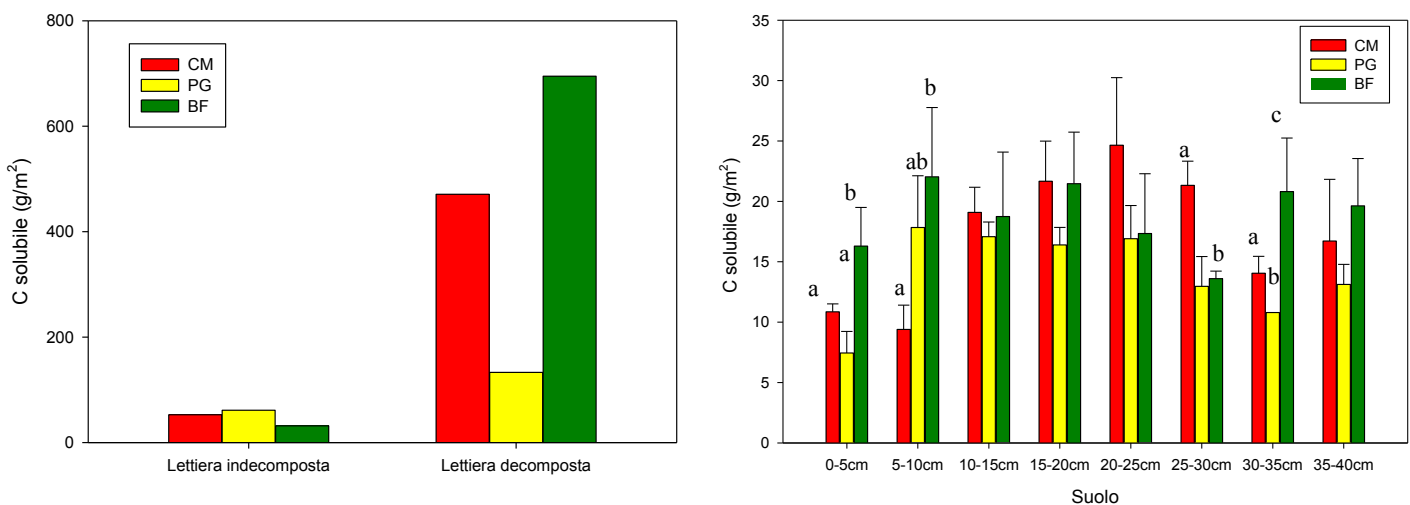 800
600
400
200
0
C solubile (g/m²)
CM
PG
BF
Lettiera indecomposta
Lettiera decomposta
35
30
25
20
15
10
5
0
C solubile (g/m²)
CM
PG
BF
a
a
b
a
ab
b
a
b
a
b
c
0-5cm
5-10cm
10-15cm
15-20cm
20-25cm
25-30cm
30-35cm
35-40cm
Suolo